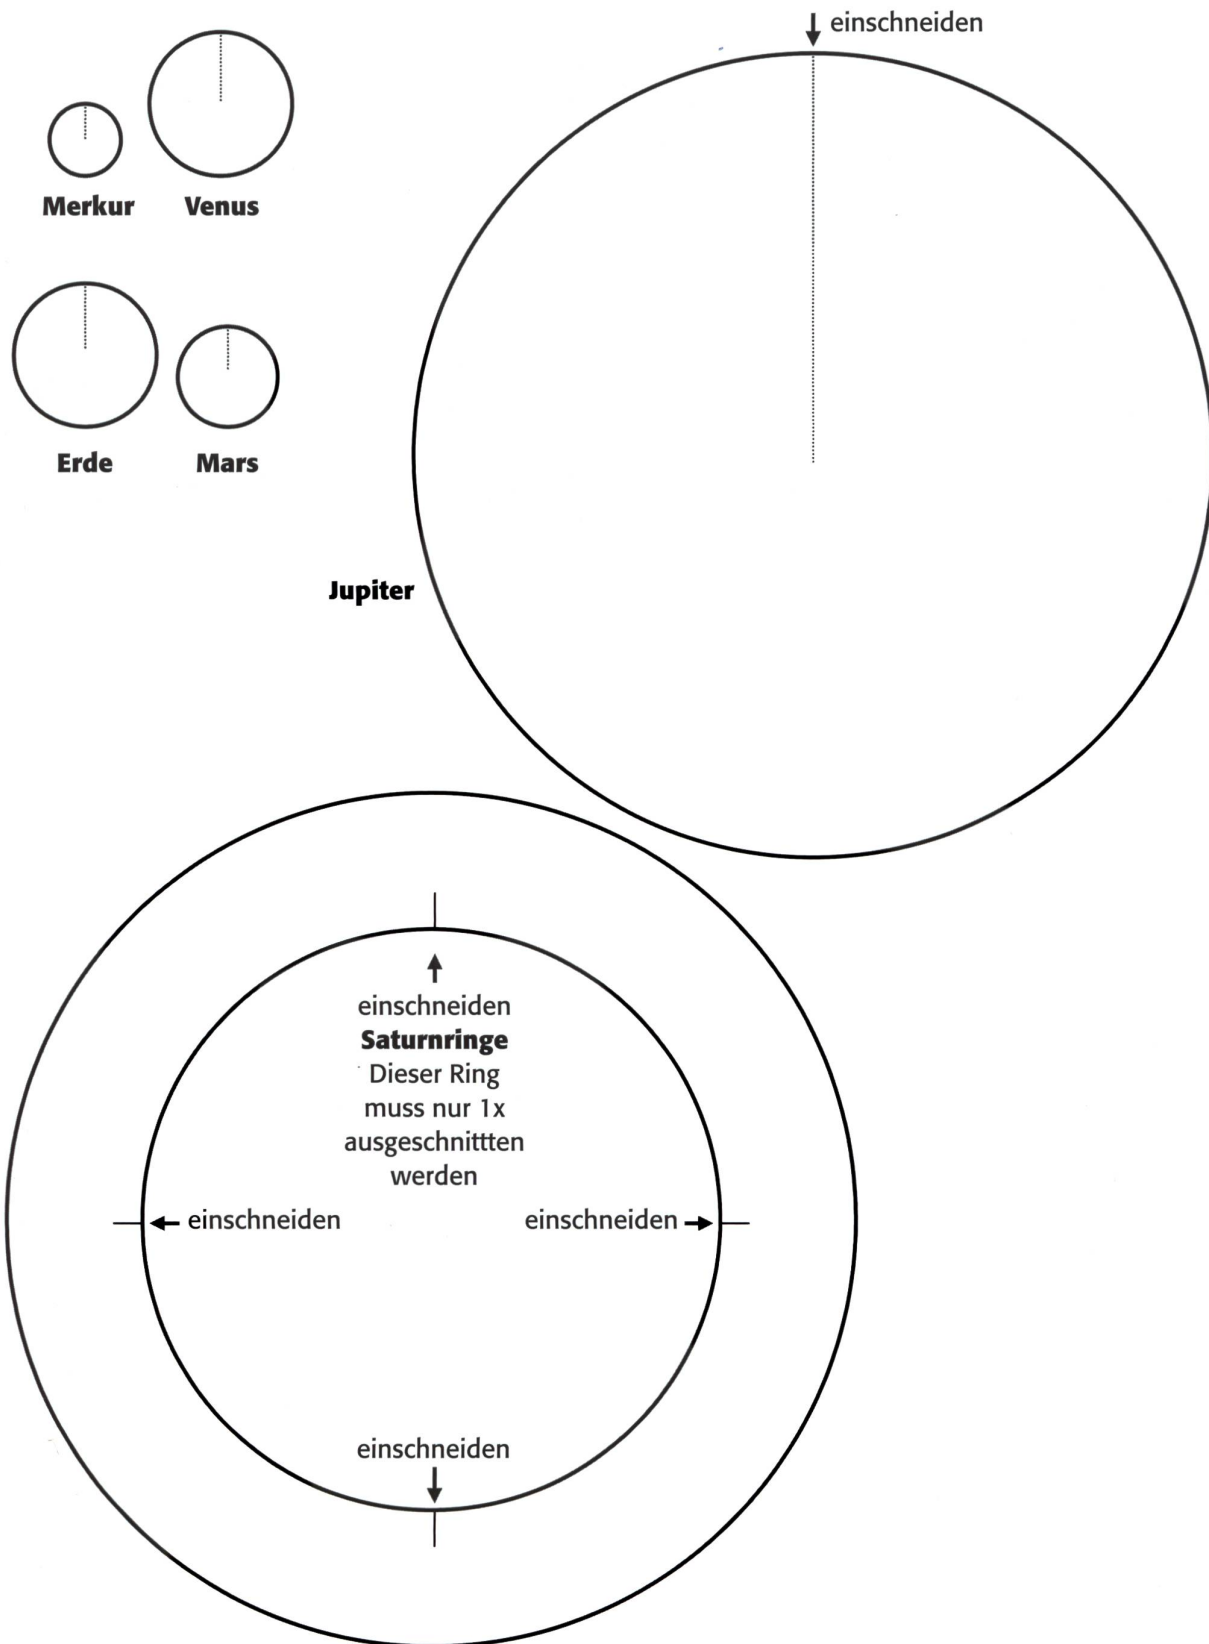 einschneiden
Merkur Venus
Erde Mars
Jupiter
einschneiden
Saturnringe
Dieser Ring
muss nur 1x
ausgeschnittten
werden
einschneiden einschneiden
einschneiden